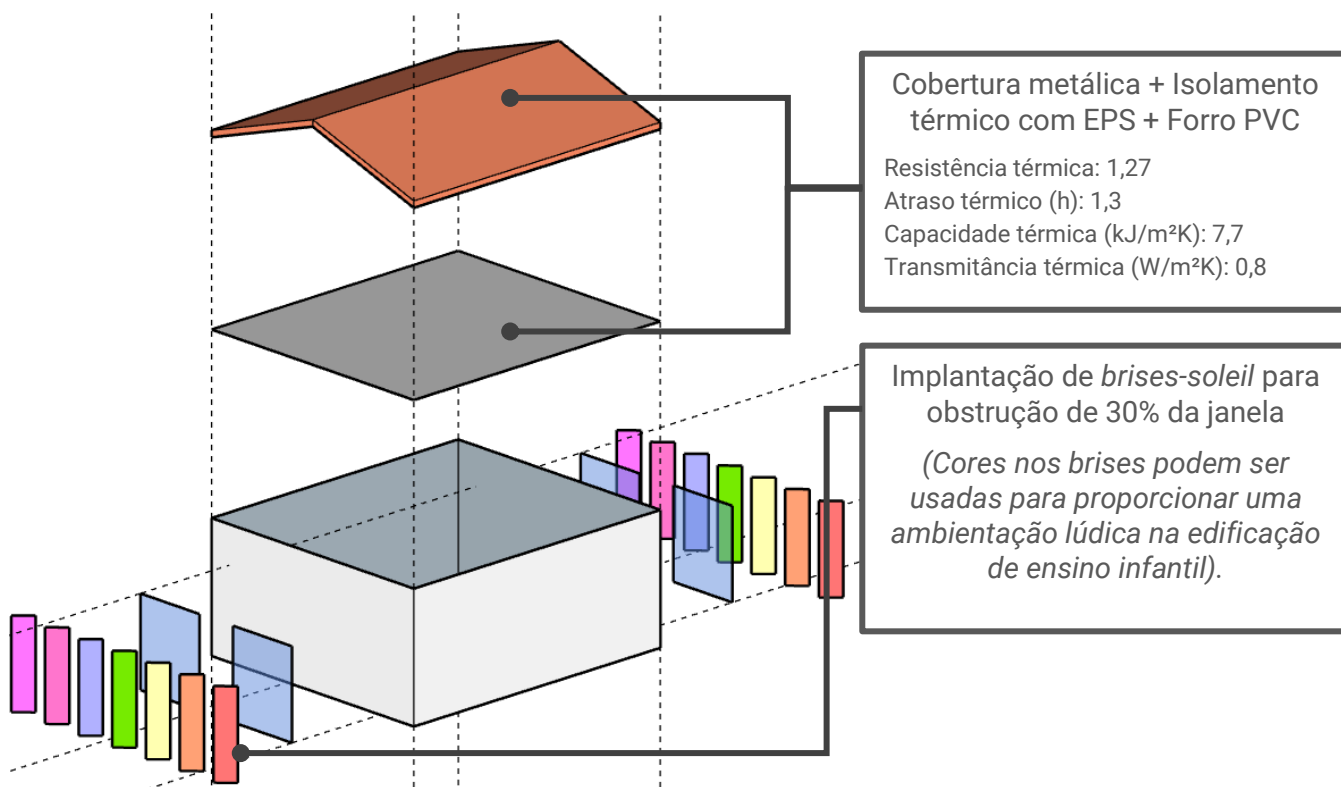 Cobertura metálica + Isolamento
térmico com EPS + Forro PVC
Resistência térmica: 1,27
Atraso térmico (h): 1,3
Capacidade térmica (kJ/m²K): 7,7
Transmitância térmica (W/m²K): 0,8
Implantação de brises-soleil para
obstrução de 30% da janela
(Cores nos brises podem ser
usadas para proporcionar uma
ambientação lúdica na edificação
de ensino infantil).